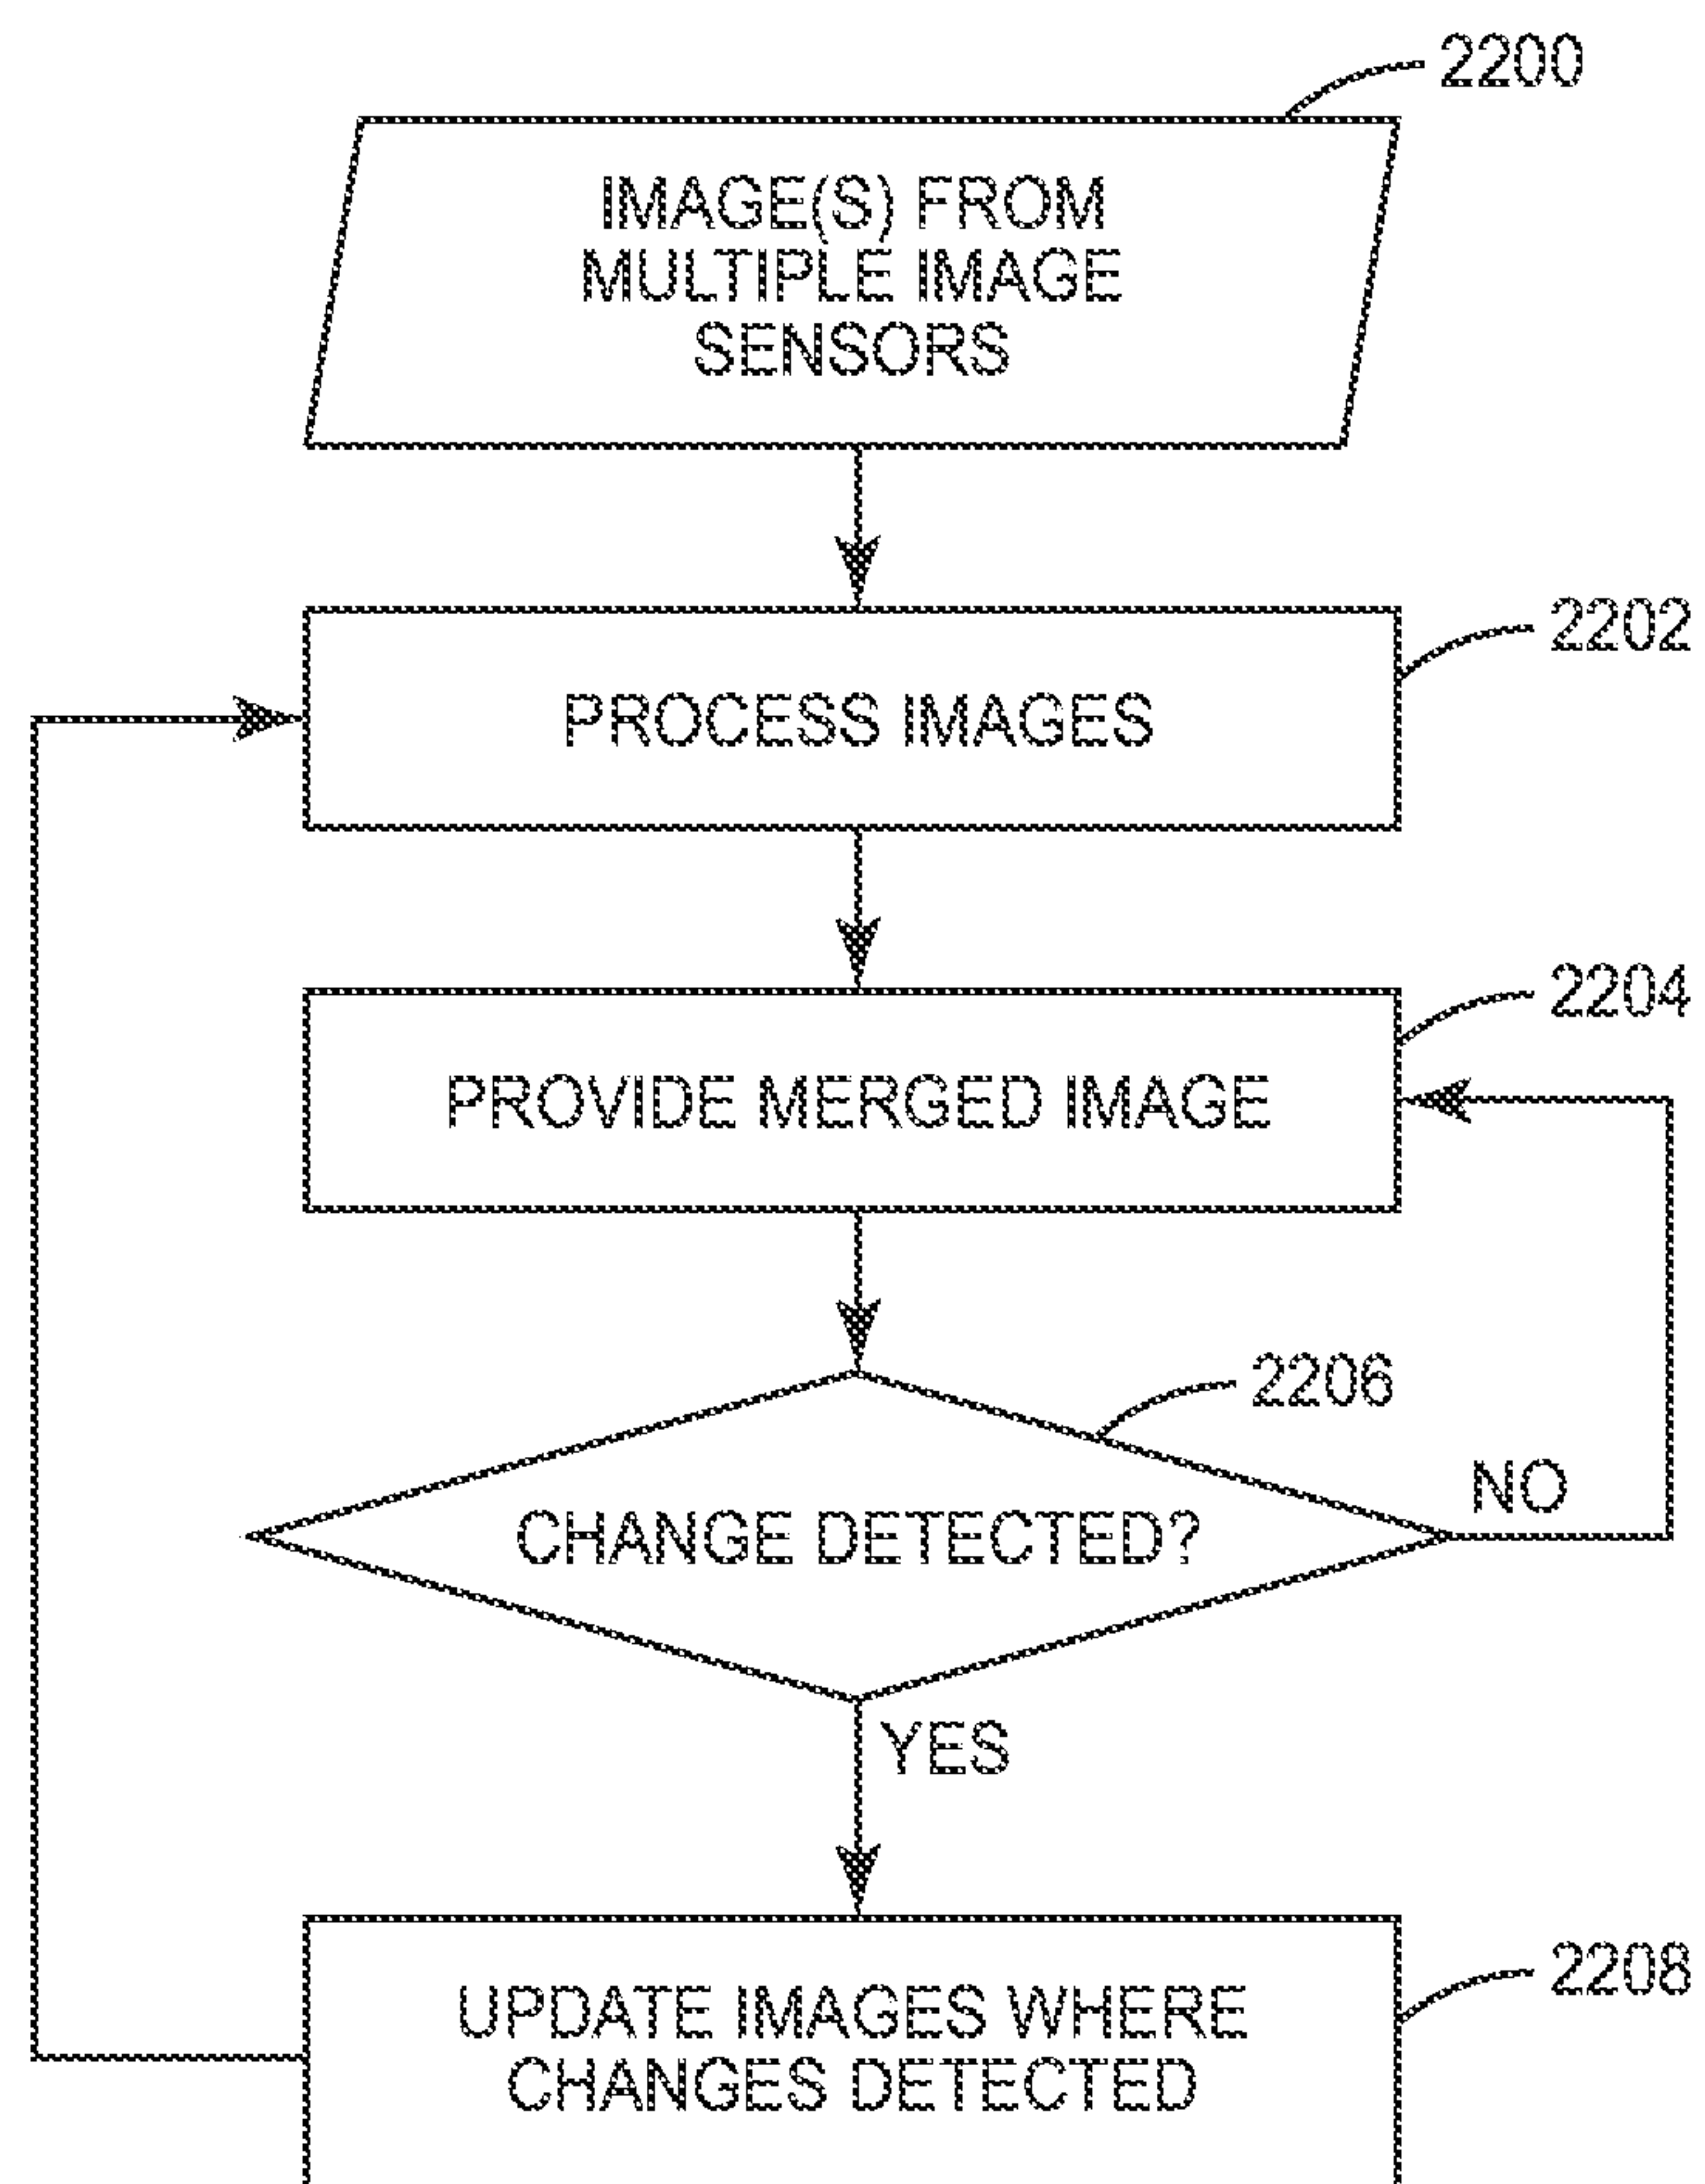 2200
IMAGE(S) FROM
MULTIPLE IMAGE
SENSORS
2202
PROCESS IMAGES
2204
PROVIDE MERGED IMAGE
2206
CHANGE DETECTED?
NO
YES
2208
UPDATE IMAGES WHERE
CHANGES DETECTED